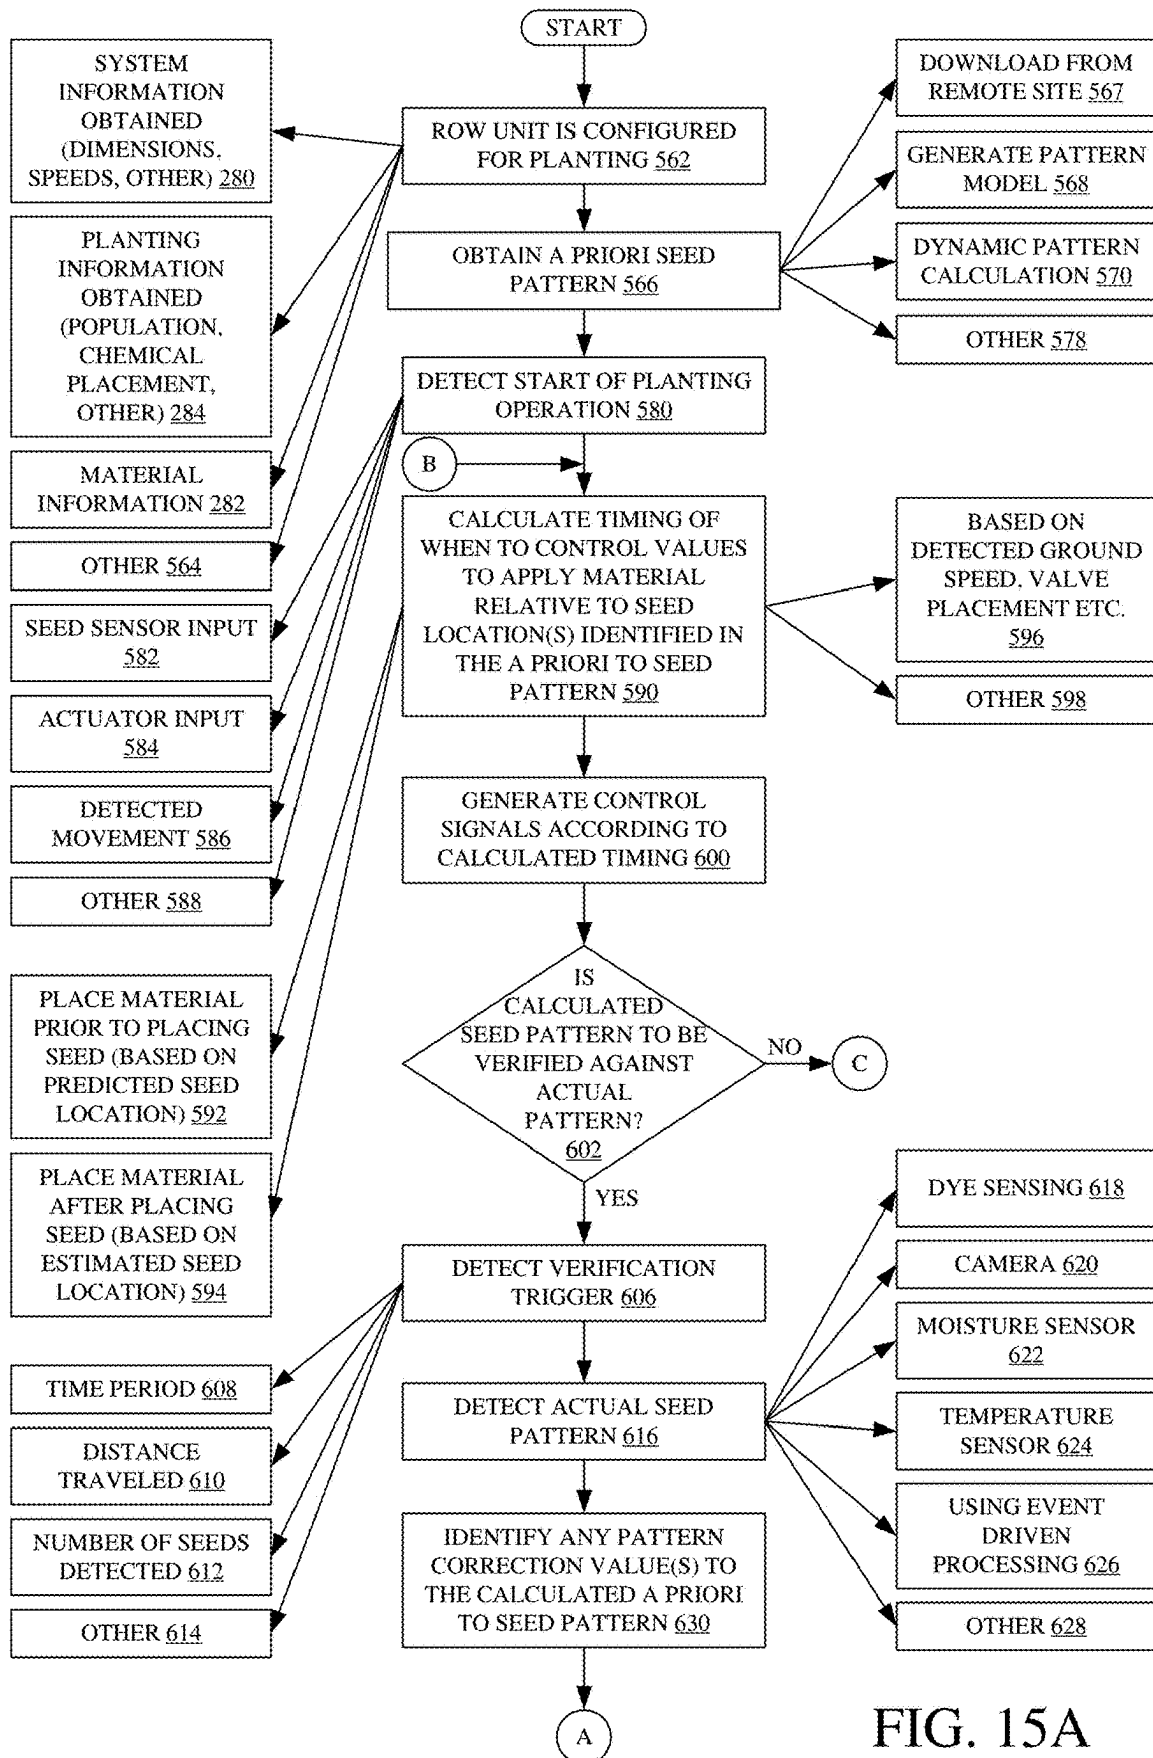 START
SYSTEM
INFORMATION
OBTAINED
(DIMENSIONS,
SPEEDS, OTHER) 280
ROW UNIT IS CONFIGURED
FOR PLANTING 562
DOWNLOAD FROM
REMOTE SITE 567
GENERATE PATTERN
MODEL 568
PLANTING
INFORMATION
OBTAINED
(POPULATION,
CHEMICAL
PLACEMENT,
OTHER) 284
OBTAIN A PRIORI SEED
PATTERN 566
DYNAMIC PATTERN
CALCULATION 570
OTHER 578
DETECT START OF PLANTING
OPERATION 580
B
MATERIAL
INFORMATION 282
OTHER 564
CALCULATE TIMING OF
WHEN TO CONTROL VALUES
TO APPLY MATERIAL
RELATIVE TO SEED
LOCATION(S) IDENTIFIED IN
THE A PRIORI TO SEED
PATTERN 590
BASED ON
DETECTED GROUND
SPEED, VALVE
PLACEMENT ETC.
596
OTHER 598
SEED SENSOR INPUT
582
ACTUATOR INPUT
584
DETECTED
MOVEMENT 586
OTHER 588
GENERATE CONTROL
SIGNALS ACCORDING TO
CALCULATED TIMING 600
IS
CALCULATED
SEED PATTERN TO BE
VERIFIED AGAINST
ACTUAL
PATTERN?
602
NO
C
YES
PLACE MATERIAL
PRIOR TO PLACING
SEED (BASED ON
PREDICTED SEED
LOCATION) 592
PLACE MATERIAL
AFTER PLACING
SEED (BASED ON
ESTIMATED SEED
LOCATION) 594
DETECT VERIFICATION
TRIGGER 606
TIME PERIOD 608
DISTANCE
TRAVELED 610
NUMBER OF SEEDS
DETECTED 612
OTHER 614
DETECT ACTUAL SEED
PATTERN 616
DYE SENSING 618
CAMERA 620
MOISTURE SENSOR
622
TEMPERATURE
SENSOR 624
USING EVENT
DRIVEN
PROCESSING 626
OTHER 628
IDENTIFY ANY PATTERN
CORRECTION VALUE(S) TO
THE CALCULATED A PRIORI
TO SEED PATTERN 630
A
FIG. 15A